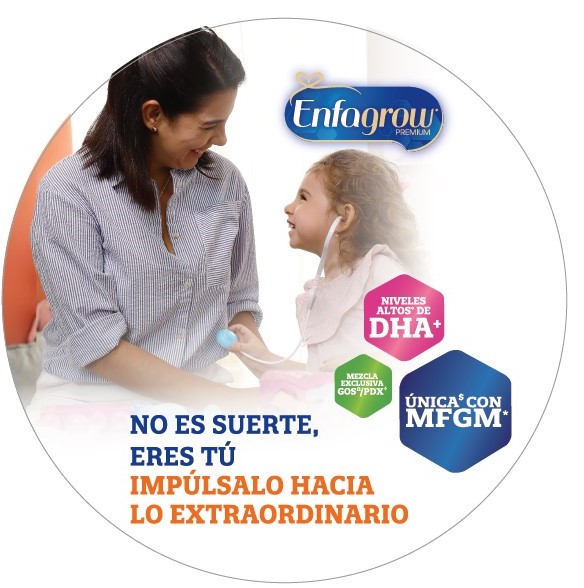 Enfagrow®
PREMIUM
NIVELES
ALTOS* DE
DHA+
MEZCLA
EXCLUSIVA
GOS/PDX+
ÚNICA$ CON
MFGM*
NO ES SUERTE,
ERES TÚ
IMPÚLSALO HACIA
LO EXTRAORDINARIO